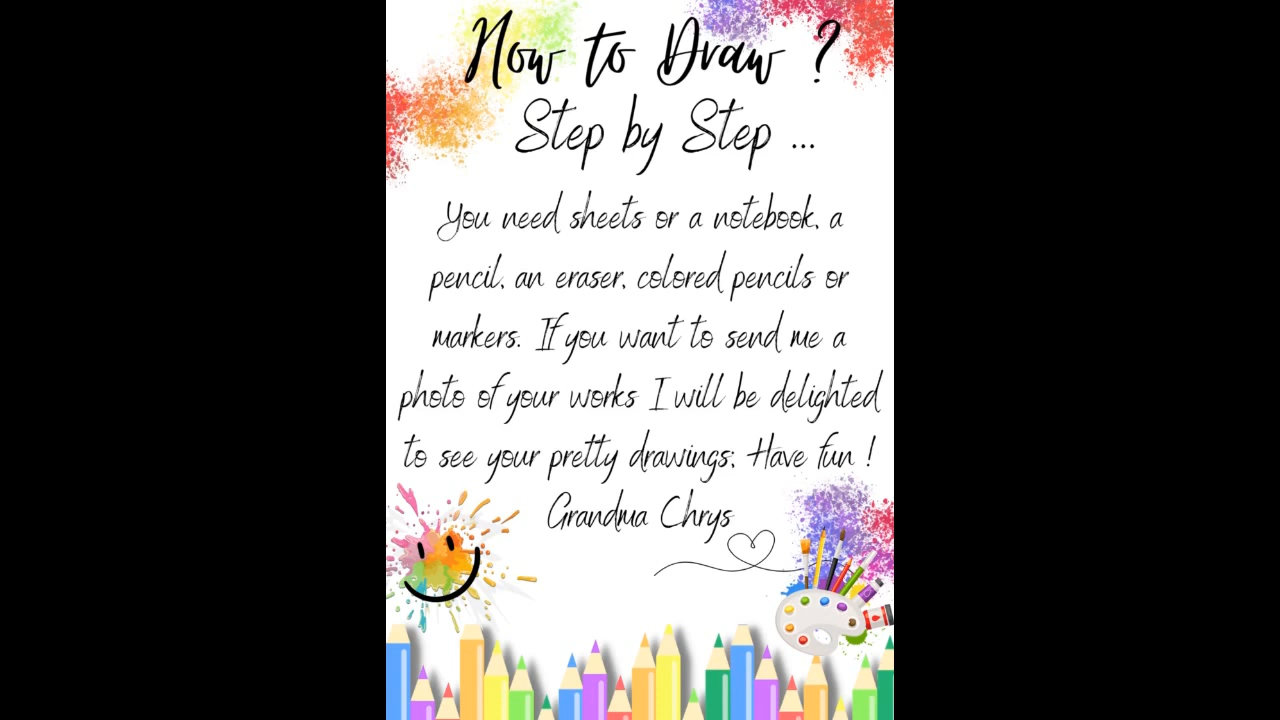 How to Draw ?
Step by Step ...
You need sheets or a notebook, a
pencil, an eraser, colored pencils or
markers. If you want to send me a
photo of your works I will be delighted
to see your pretty drawings; Have fun !
Grandma Chrys